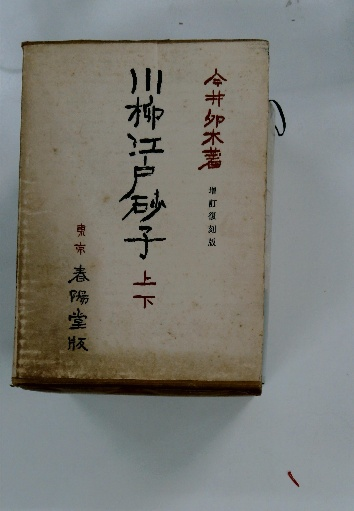 今井卯木著
増訂復刻版
川柳江戸砂子
上下
東京
春陽堂版